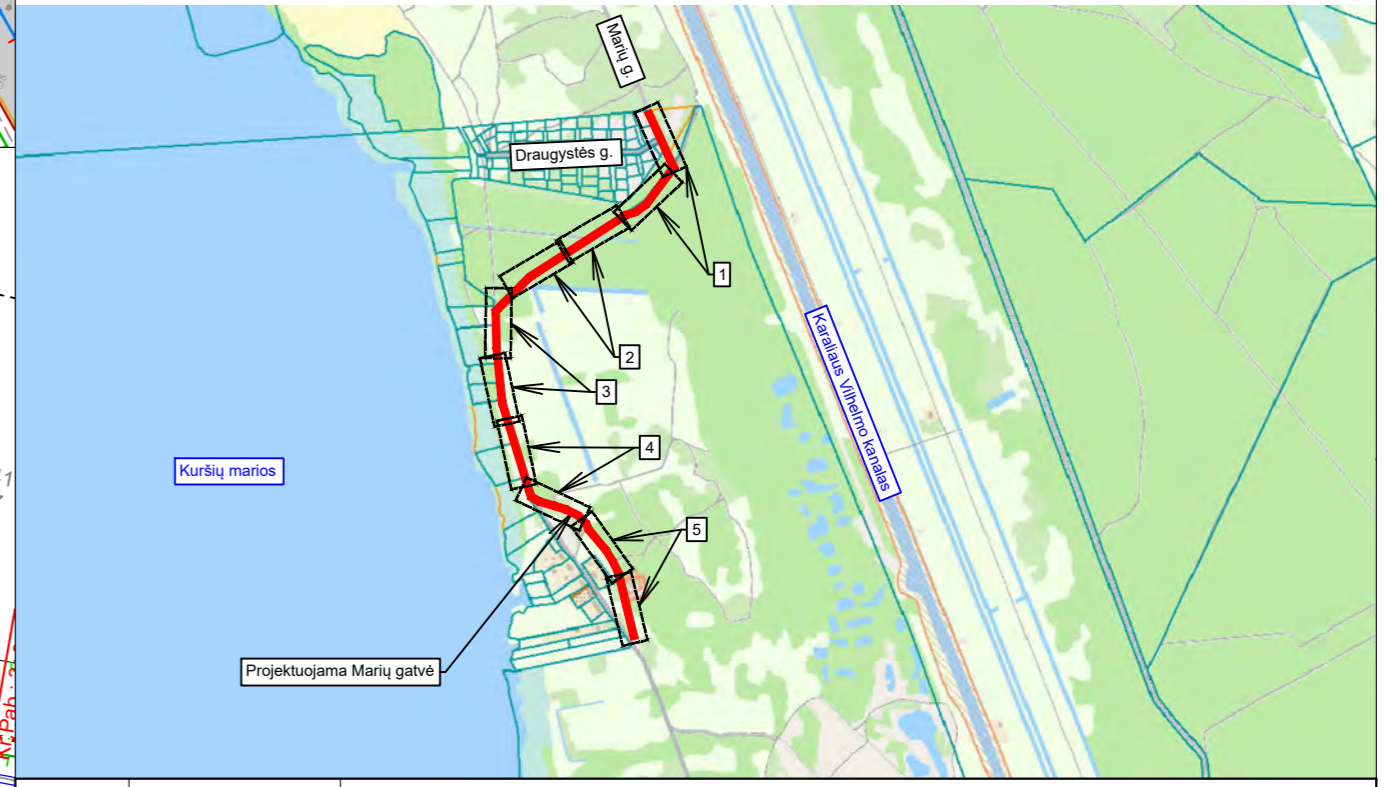 Marių g.
Draugystės g.
1
2
3
4
5
Karaliaus Vilhelmo kanalas
Kuršių marios
Projektuojama Marių gatvė